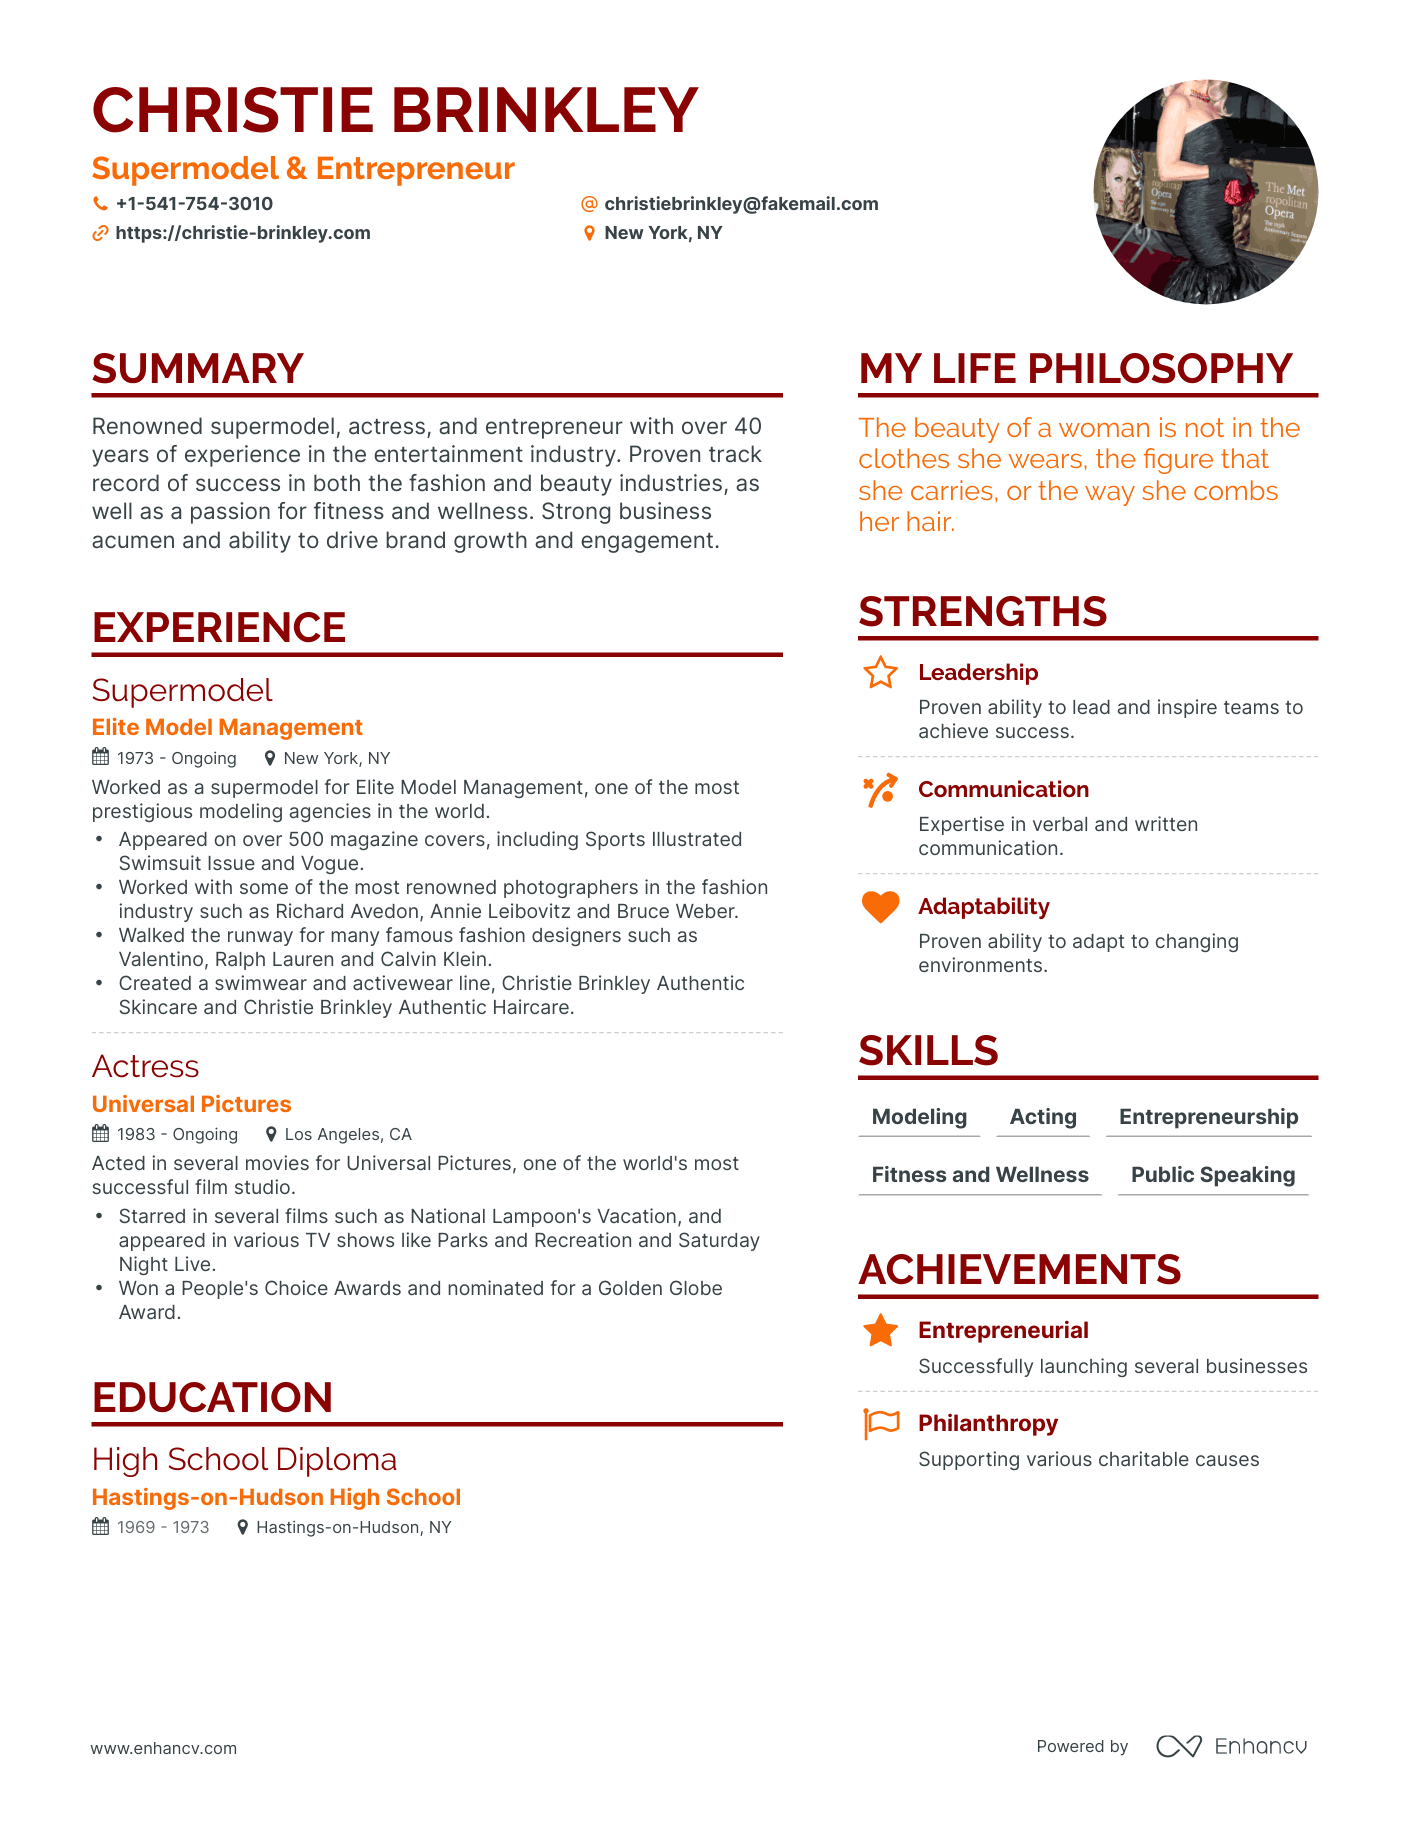 CHRISTIE BRINKLEY
Supermodel & Entrepreneur
+1-541-754-3010
christiebrinkley@fakemail.com
https://christie-brinkley.com
New York, NY
The Met
ropolitan
Opera
SUMMARY
Renowned supermodel, actress, and entrepreneur with over 40
years of experience in the entertainment industry. Proven track
record of success in both the fashion and beauty industries, as
well as a passion for fitness and wellness. Strong business
acumen and ability to drive brand growth and engagement.
EXPERIENCE
Supermodel
Elite Model Management
1973 - Ongoing
New York, NY
Worked as a supermodel for Elite Model Management, one of the most
prestigious modeling agencies in the world.
• Appeared on over 500 magazine covers, including Sports Illustrated
Swimsuit Issue and Vogue.
• Worked with some of the most renowned photographers in the fashion
industry such as Richard Avedon, Annie Leibovitz and Bruce Weber.
• Walked the runway for many famous fashion designers such as
Valentino, Ralph Lauren and Calvin Klein.
• Created a swimwear and activewear line, Christie Brinkley Authentic
Skincare and Christie Brinkley Authentic Haircare.
Actress
Universal Pictures
1983 - Ongoing
Los Angeles, CA
Acted in several movies for Universal Pictures, one of the world's most
successful film studio.
• Starred in several films such as National Lampoon's Vacation, and
appeared in various TV shows like Parks and Recreation and Saturday
Night Live.
• Won a People's Choice Awards and nominated for a Golden Globe
Award.
EDUCATION
High School Diploma
Hastings-on-Hudson High School
1969 - 1973
Hastings-on-Hudson, NY
MY LIFE PHILOSOPHY
The beauty of a woman is not in the
clothes she wears, the figure that
she carries, or the way she combs
her hair.
STRENGTHS
Leadership
Proven ability to lead and inspire teams to
achieve success.
Communication
Expertise in verbal and written
communication.
Adaptability
Proven ability to adapt to changing
environments.
SKILLS
Modeling Acting Entrepreneurship
Fitness and Wellness Public Speaking
ACHIEVEMENTS
Entrepreneurial
Successfully launching several businesses
Philanthropy
Supporting various charitable causes
www.enhancv.com
Powered by Enhancv